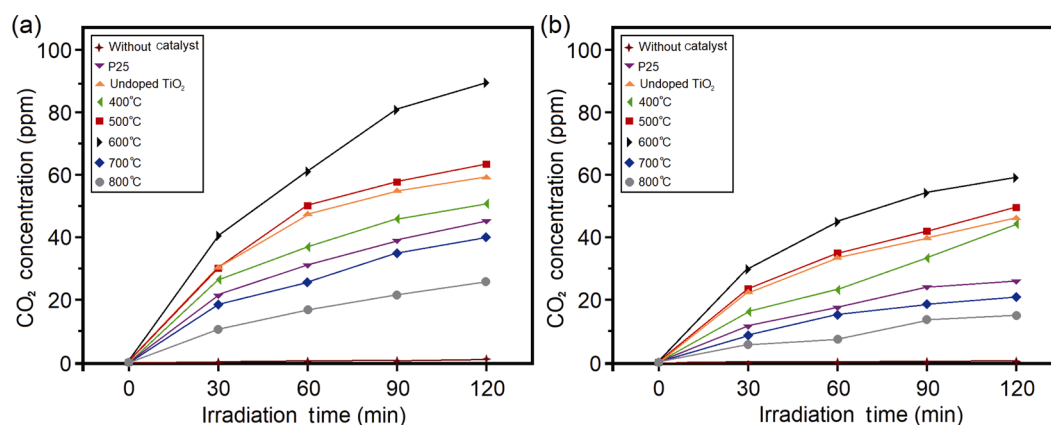 (a)
100
80
60
40
20
0
CO₂ concentration (ppm)
Without catalyst
P25
Undoped TiO₂
400℃
500℃
600℃
700℃
800℃
0 30 60 90 120
Irradiation time (min)
(b)
100
80
60
40
20
0
CO₂ concentration (ppm)
Without catalyst
P25
Undoped TiO₂
400℃
500℃
600℃
700℃
800℃
0 30 60 90 120
Irradiation time (min)